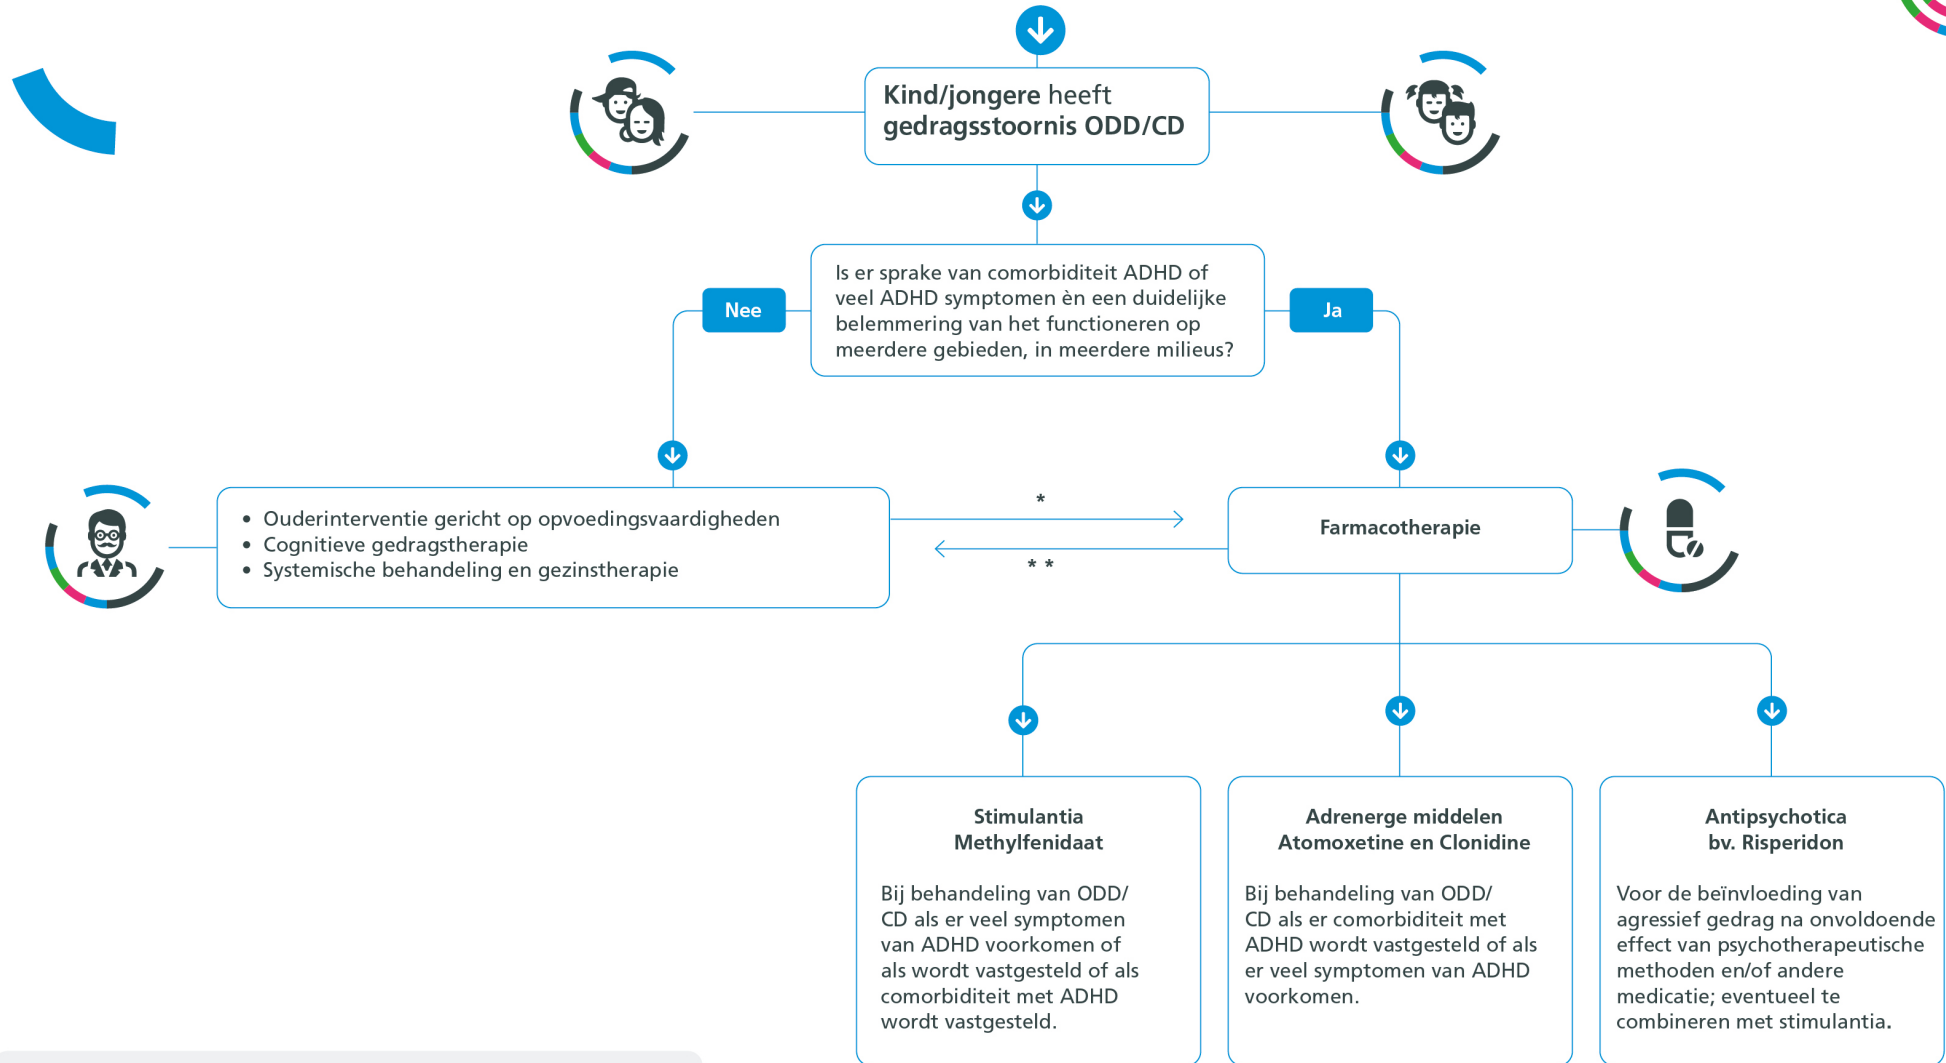 Kind/jongere heeft
gedragsstoornis ODD/CD
Is er sprake van comorbiditeit ADHD of
veel ADHD symptomen èn een duidelijke
belemmering van het functioneren op
meerdere gebieden, in meerdere milieus?
Nee
Ja
• Ouderinterventie gericht op opvoedingsvaardigheden
• Cognitieve gedragstherapie
• Systemische behandeling en gezinstherapie
*
* *
Farmacotherapie
Stimulantia
Methylfenidaat
Bij behandeling van ODD/
CD als er veel symptomen
van ADHD voorkomen of
als wordt vastgesteld of als
comorbiditeit met ADHD
wordt vastgesteld.
Adrenerge middelen
Atomoxetine en Clonidine
Bij behandeling van ODD/
CD als er comorbiditeit met
ADHD wordt vastgesteld of als
er veel symptomen van ADHD
voorkomen.
Antipsychotica
bv. Risperidon
Voor de beïnvloeding van
agressief gedrag na onvoldoende
effect van psychotherapeutische
methoden en/of andere
medicatie; eventueel te
combineren met stimulantia.